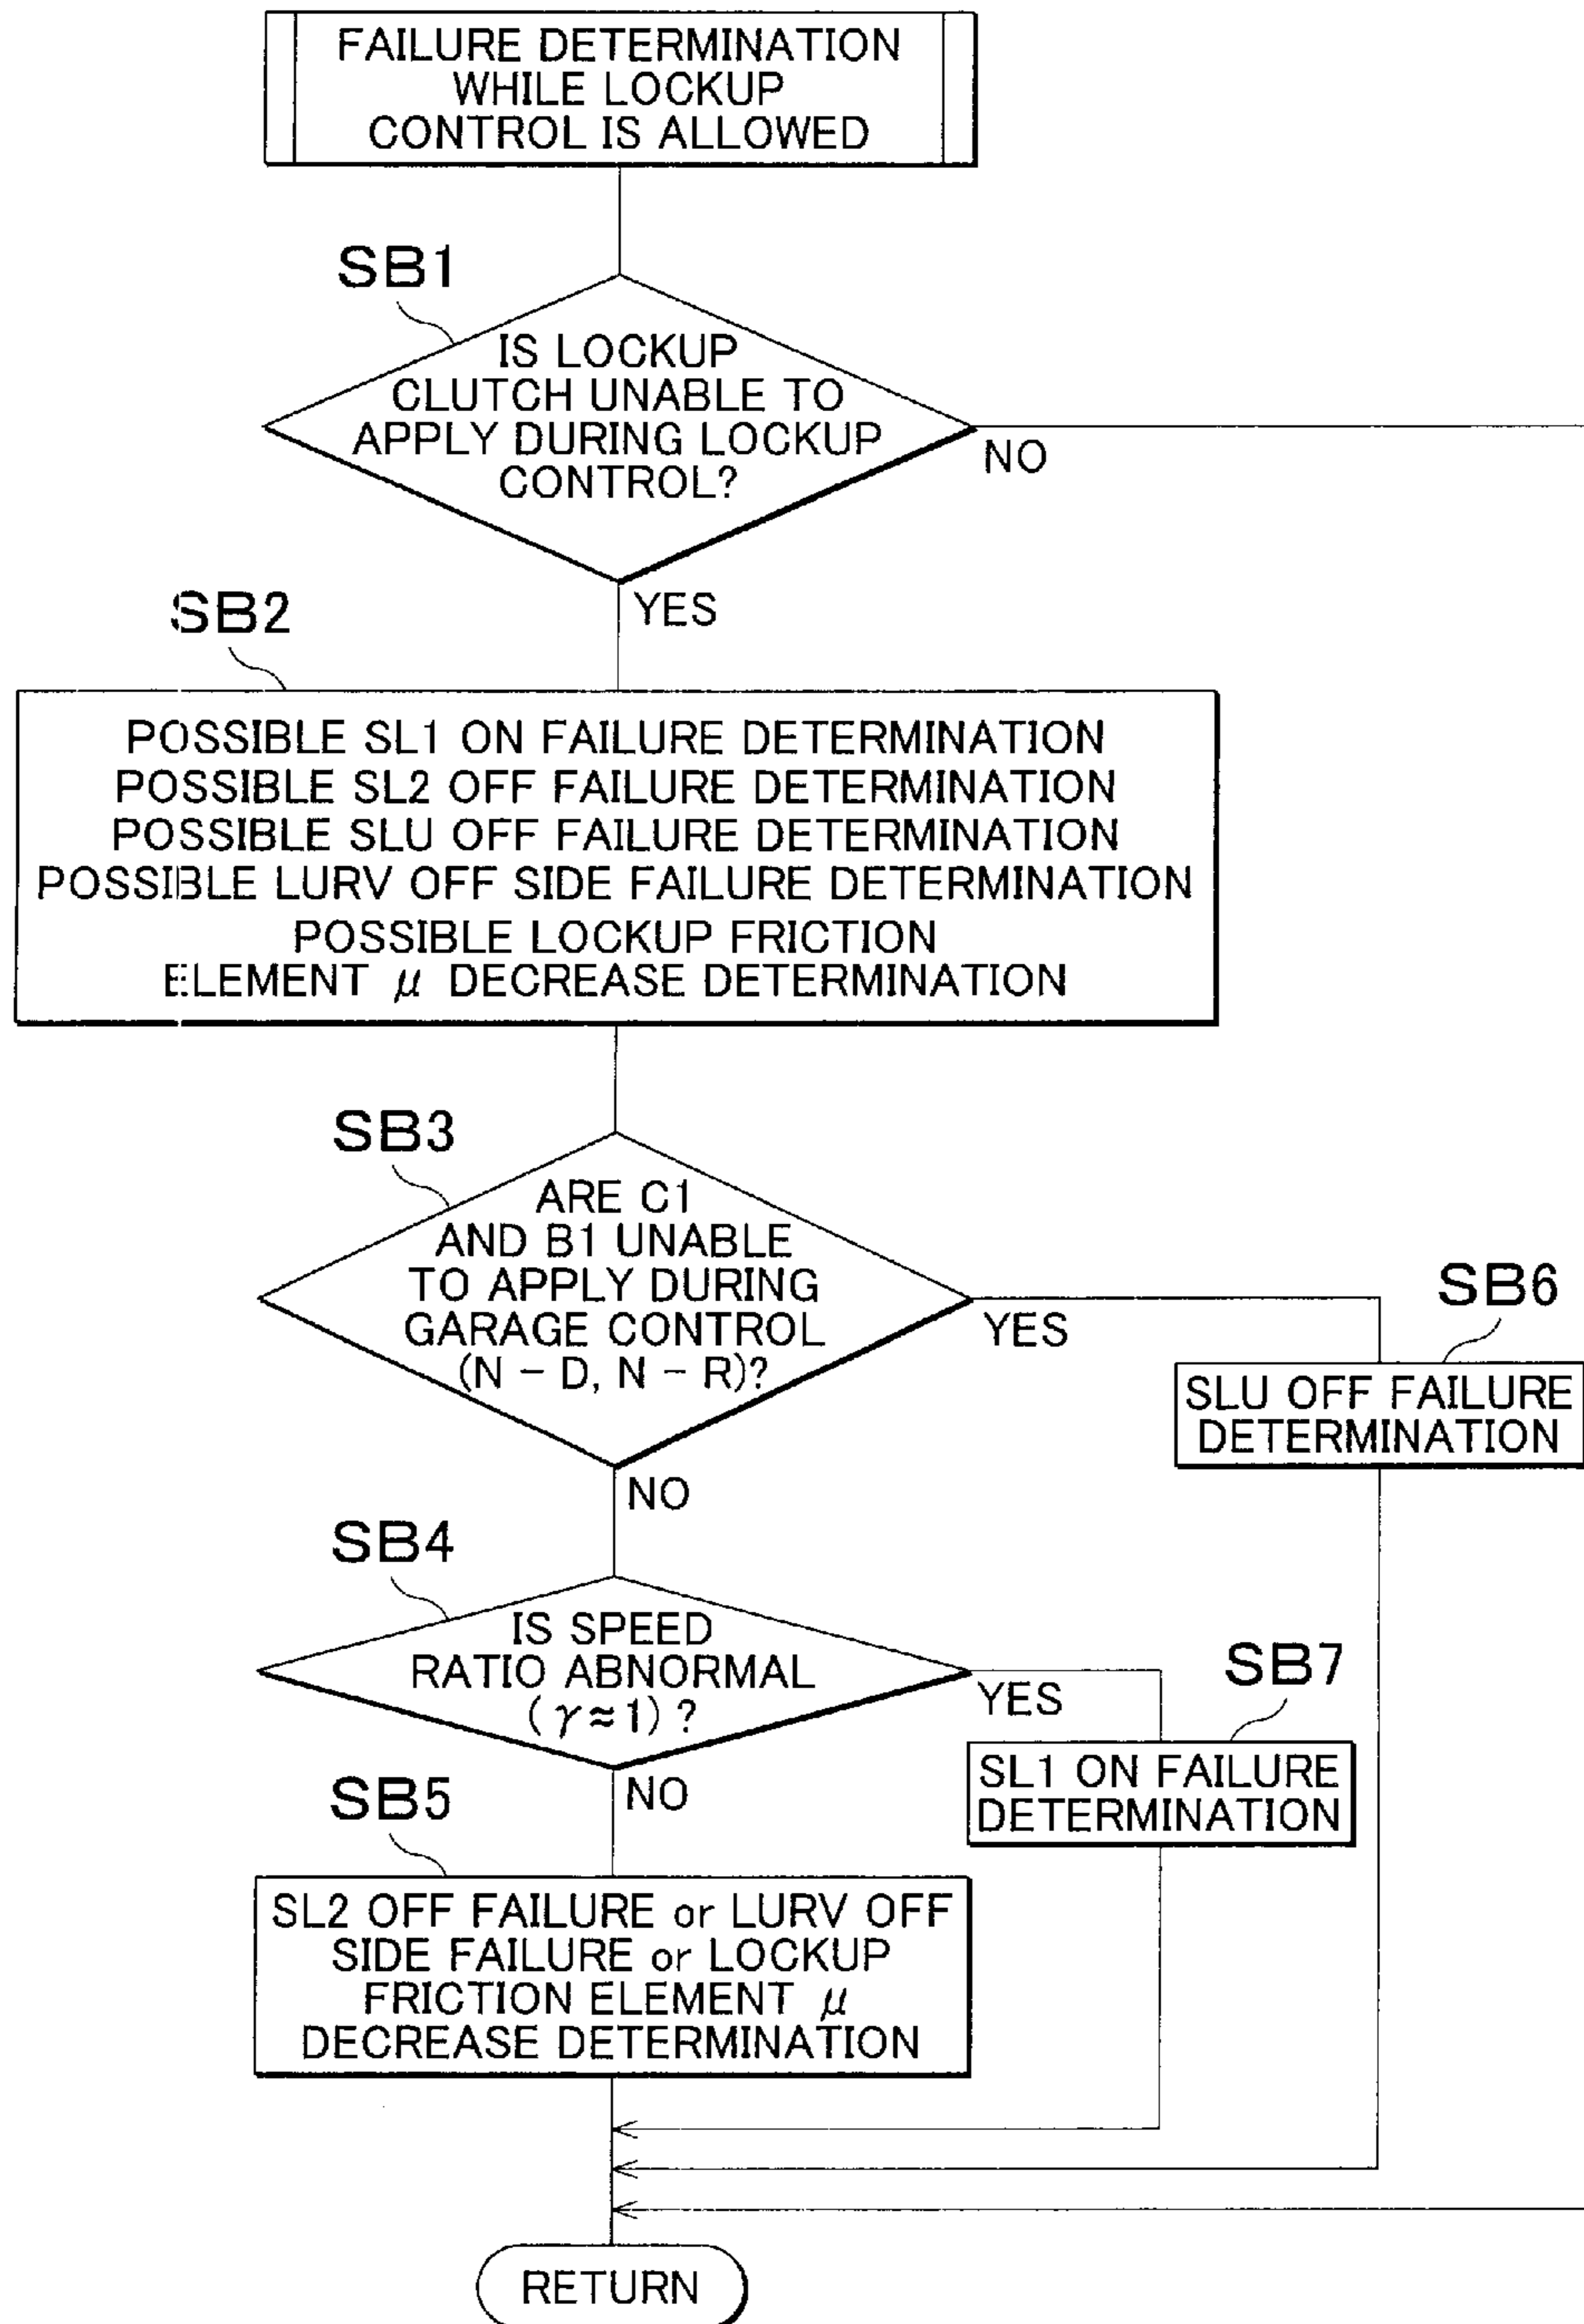 FAILURE DETERMINATION
WHILE LOCKUP
CONTROL IS ALLOWED
SB1
IS LOCKUP
CLUTCH UNABLE TO
APPLY DURING LOCKUP
CONTROL?
NO
YES
SB2
POSSIBLE SL1 ON FAILURE DETERMINATION
POSSIBLE SL2 OFF FAILURE DETERMINATION
POSSIBLE SLU OFF FAILURE DETERMINATION
POSSIBLE LURV OFF SIDE FAILURE DETERMINATION
POSSIBLE LOCKUP FRICTION
ELEMENT μ DECREASE DETERMINATION
SB3
ARE C1
AND B1 UNABLE
TO APPLY DURING
GARAGE CONTROL
(N – D, N – R)?
YES
NO
SB6
SLU OFF FAILURE
DETERMINATION
SB4
IS SPEED
RATIO ABNORMAL
(γ≈1)?
YES
NO
SB7
SL1 ON FAILURE
DETERMINATION
SB5
SL2 OFF FAILURE or LURV OFF
SIDE FAILURE or LOCKUP
FRICTION ELEMENT μ
DECREASE DETERMINATION
RETURN